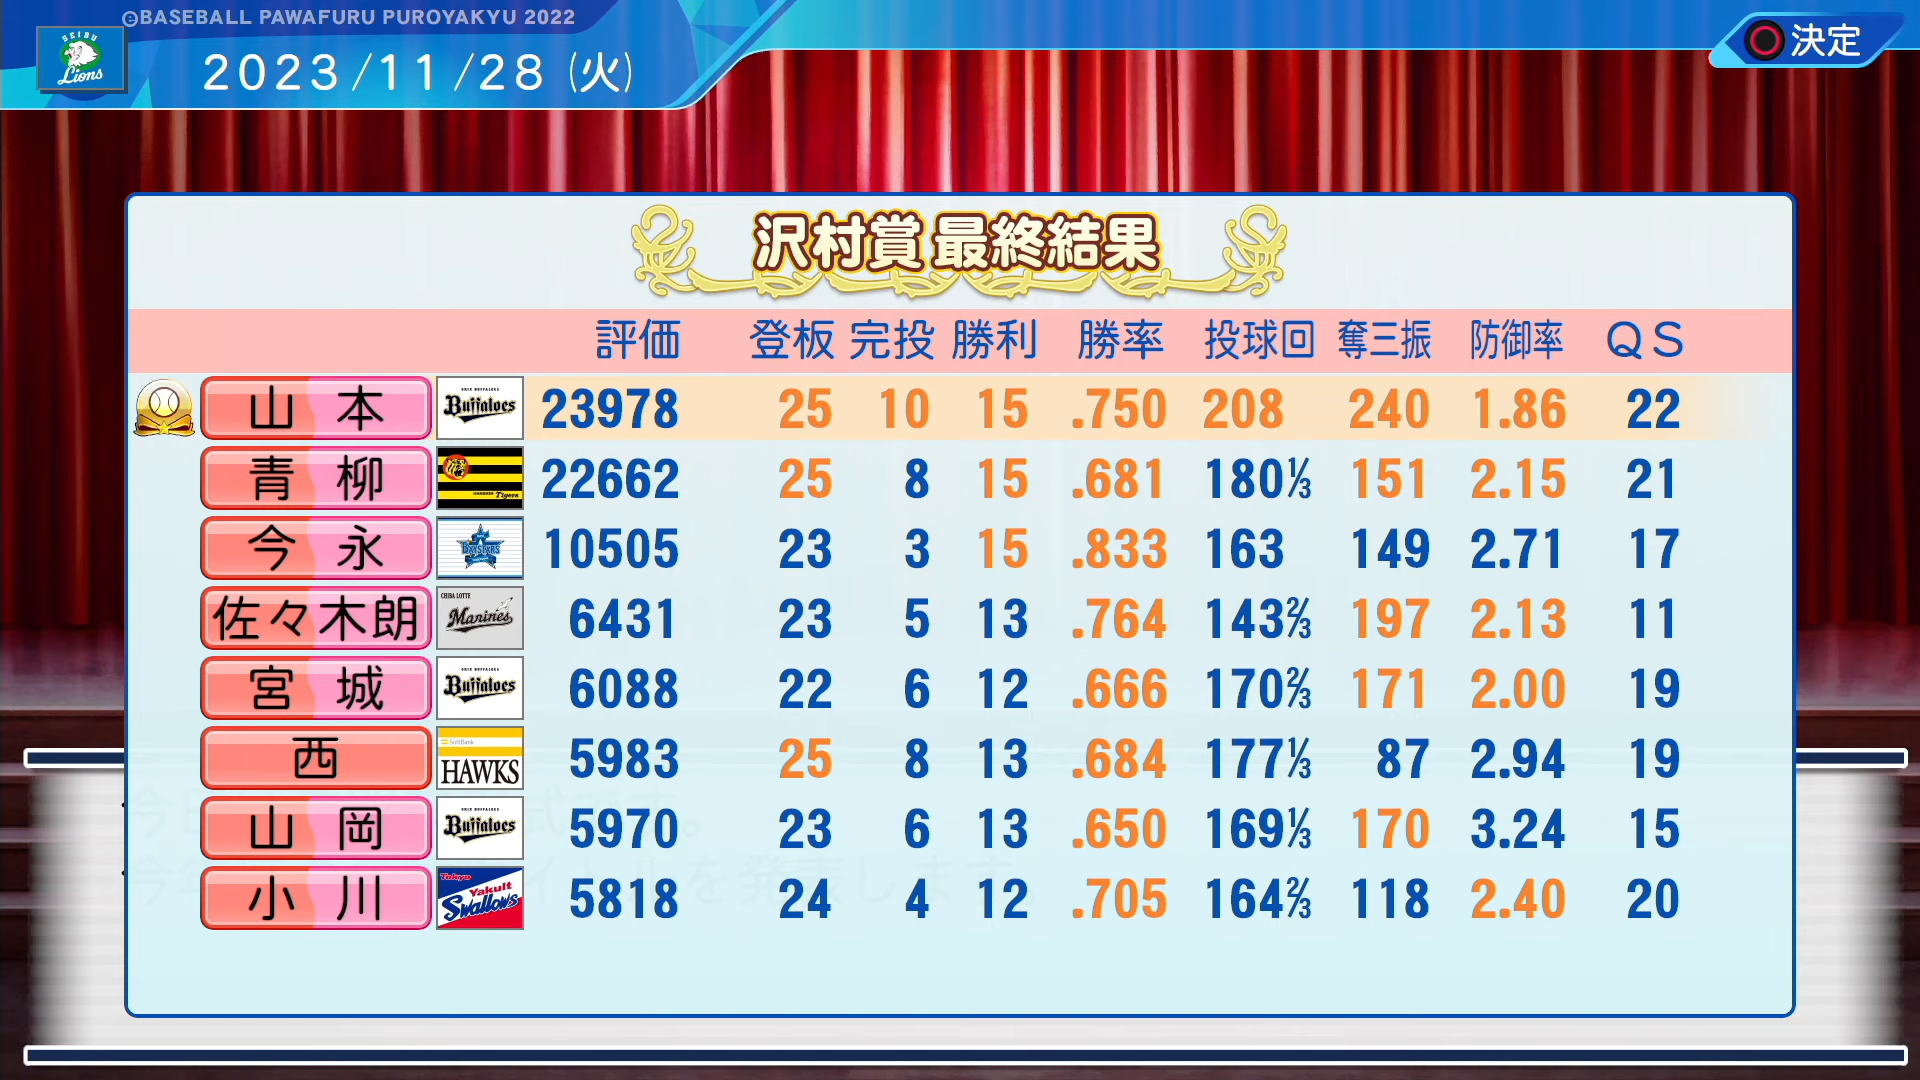 ©BASEBALL PAWAFURU PUROYAKYU 2022
SEIBU Lions
2023/11/28 (火)
決定
沢村賞 最終結果
評価 登板 完投 勝利 勝率 投球回 奪三振 防御率 QS
山本 Buffaloes 23978 25 10 15 .750 208 240 1.86 22
青柳 Tigers 22662 25 8 15 .681 180⅓ 151 2.15 21
今永 BAYSTARS 10505 23 3 15 .833 163 149 2.71 17
佐々木朗 CHIBA LOTTE Marines 6431 23 5 13 .764 143⅔ 197 2.13 11
宮城 Buffaloes 6088 22 6 12 .666 170⅔ 171 2.00 19
西 SoftBank HAWKS 5983 25 8 13 .684 177⅓ 87 2.94 19
山岡 Buffaloes 5970 23 6 13 .650 169⅓ 170 3.24 15
小川 Tokyo Yakult Swallows 5818 24 4 12 .705 164⅔ 118 2.40 20